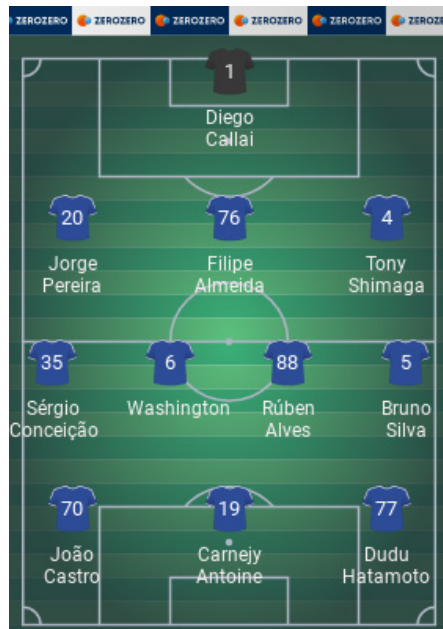 ZEROZERO ZEROZERO ZEROZERO ZEROZERO ZEROZERO ZEROZE
1
Diego
Callai
20 76 4
Jorge Filipe Tony
Pereira Almeida Shimaga
35 6 88 5
Sérgio Washington Rúben Bruno
Conceição Alves Silva
70 19 77
João Carnejy Dudu
Castro Antoine Hatamoto